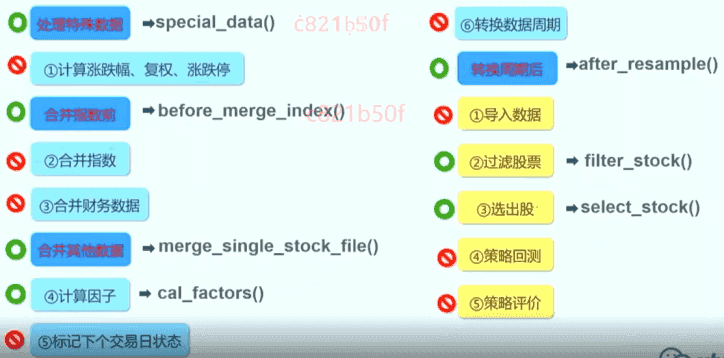 处理特殊数据 ➡special_data()
①计算涨跌幅、复权、涨跌停
合并指数前 ➡before_merge_index()
②合并指数
③合并财务数据
合并其他数据 ➡merge_single_stock_file()
④计算因子 ➡ cal_factors()
⑤标记下个交易日状态
⑥转换数据周期
转换周期后 ➡after_resample()
①导入数据
②过滤股票 ➡ filter_stock()
③选出股 ➡select_stock()
④策略回测
⑤策略评价
c821b50f
c821b50f